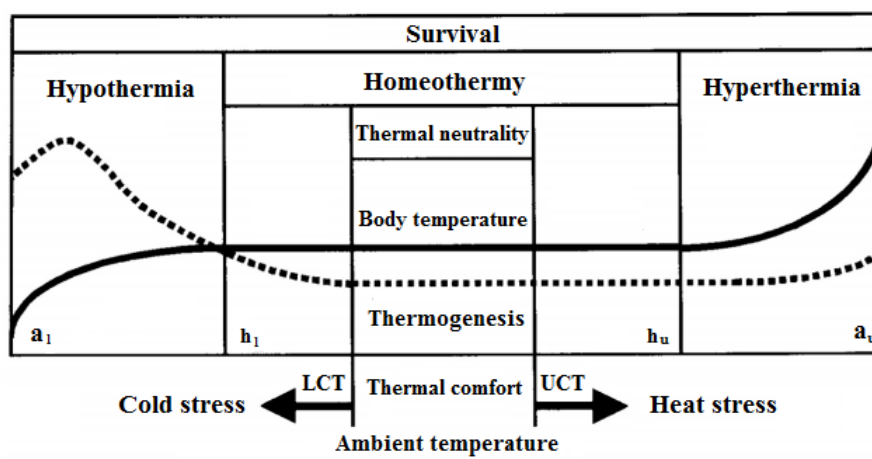 Survival
Hypothermia
Homeothermy
Hyperthermia
Thermal neutrality
Body temperature
Thermogenesis
a1
h1
hu
au
LCT
Thermal comfort
UCT
Cold stress
Heat stress
Ambient temperature